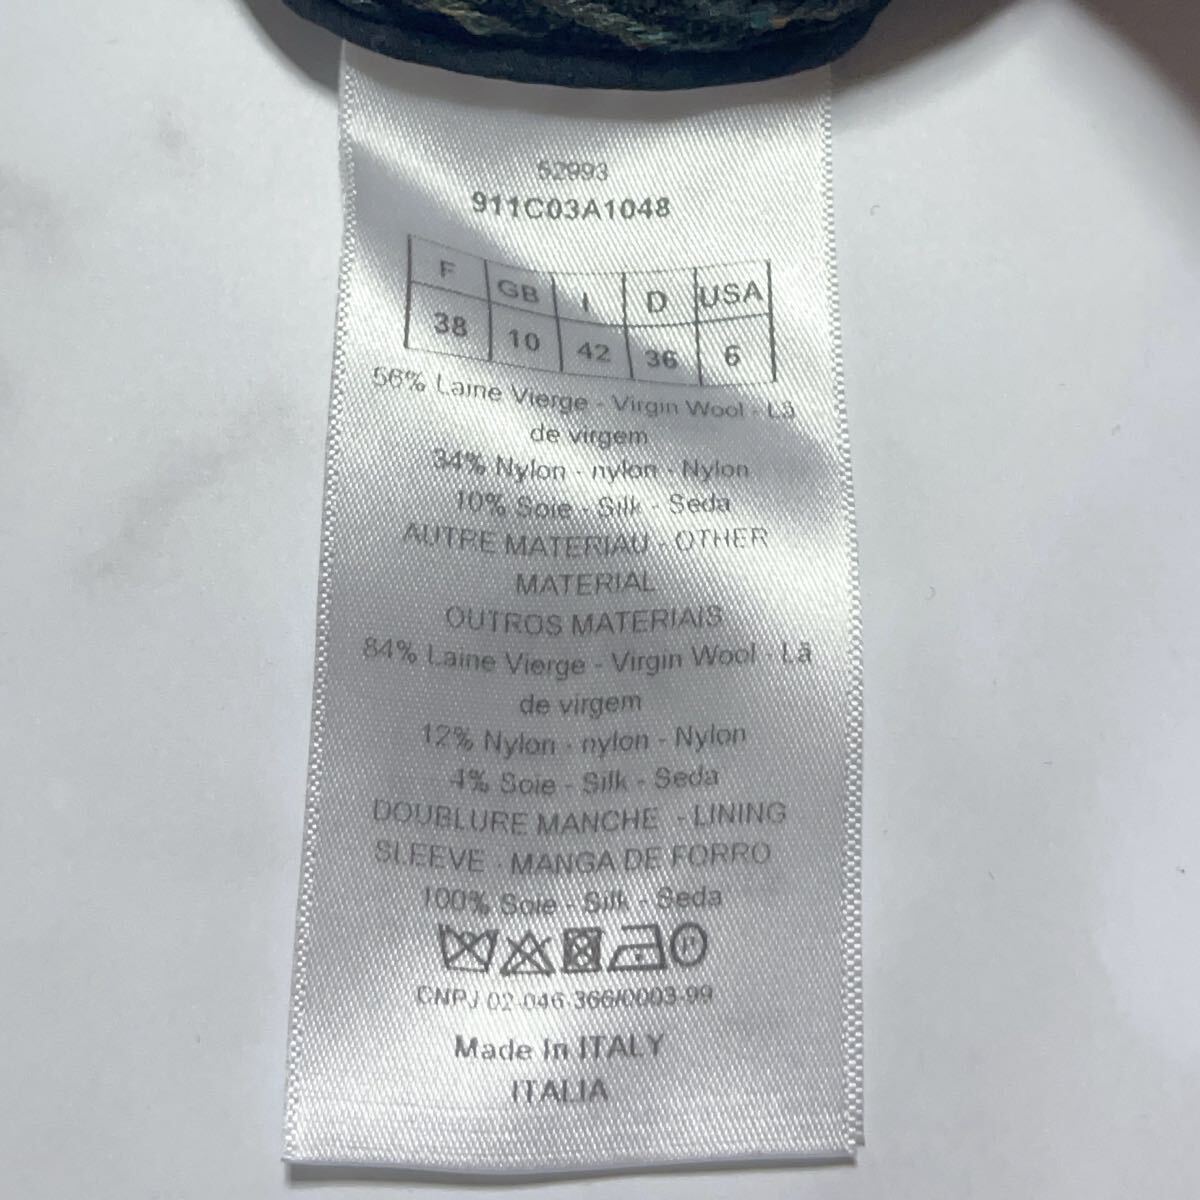 52993
911C03A1048
F GB I D USA
38 10 42 36 6
56% Laine Vierge - Virgin Wool - Lã
de virgem
34% Nylon - nylon - Nylon
10% Soie - Silk - Seda
AUTRE MATERIAU - OTHER
MATERIAL
OUTROS MATERIAIS
84% Laine Vierge - Virgin Wool - Lã
de virgem
12% Nylon - nylon - Nylon
4% Soie - Silk - Seda
DOUBLURE MANCHE - LINING
SLEEVE - MANGA DE FORRO
100% Soie - Silk - Seda
P
CNPJ 02-046-366/0003-99
Made In ITALY
ITALIA